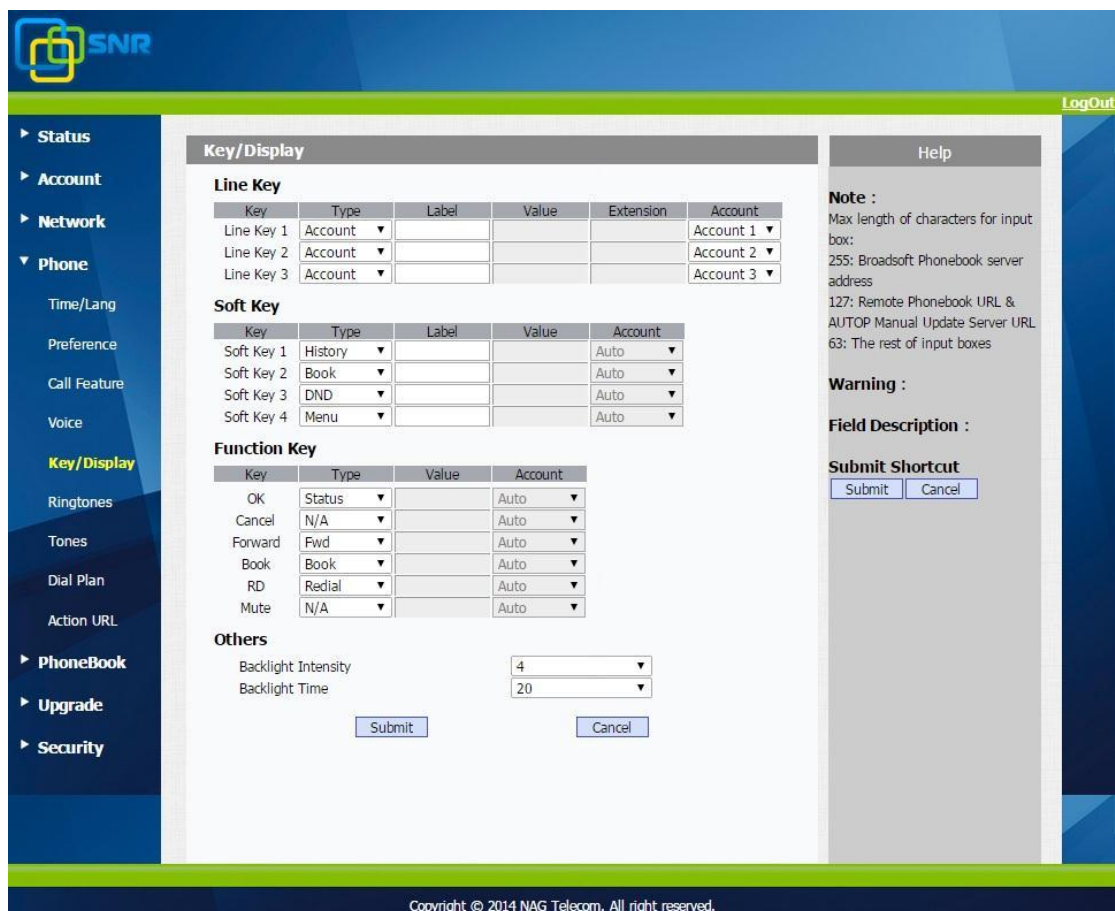 SNR
LogOut
Status
Account
Network
Phone
Time/Lang
Preference
Call Feature
Voice
Key/Display
Ringtones
Tones
Dial Plan
Action URL
PhoneBook
Upgrade
Security
Key/Display
Line Key
Key Type Label Value Extension Account
Line Key 1 Account Account 1
Line Key 2 Account Account 2
Line Key 3 Account Account 3
Soft Key
Key Type Label Value Account
Soft Key 1 History Auto
Soft Key 2 Book Auto
Soft Key 3 DND Auto
Soft Key 4 Menu Auto
Function Key
Key Type Value Account
OK Status Auto
Cancel N/A Auto
Forward Fwd Auto
Book Book Auto
RD Redial Auto
Mute N/A Auto
Others
Backlight Intensity 4
Backlight Time 20
Submit Cancel
Help
Note :
Max length of characters for input
box:
255: Broadsoft Phonebook server
address
127: Remote Phonebook URL &
AUTOP Manual Update Server URL
63: The rest of input boxes
Warning :
Field Description :
Submit Shortcut
Submit Cancel
Copyright © 2014 NAG Telecom. All right reserved.